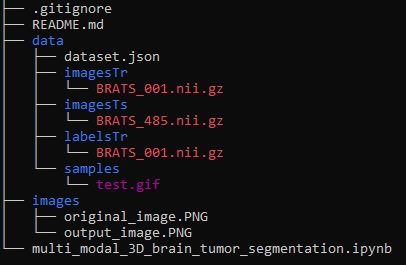 ├── .gitignore
├── README.md
├── data
│   ├── dataset.json
│   ├── imagesTr
│   │   └── BRATS_001.nii.gz
│   ├── imagesTs
│   │   └── BRATS_485.nii.gz
│   ├── labelsTr
│   │   └── BRATS_001.nii.gz
│   └── samples
│       └── test.gif
├── images
│   ├── original_image.PNG
│   └── output_image.PNG
└── multi_modal_3D_brain_tumor_segmentation.ipynb